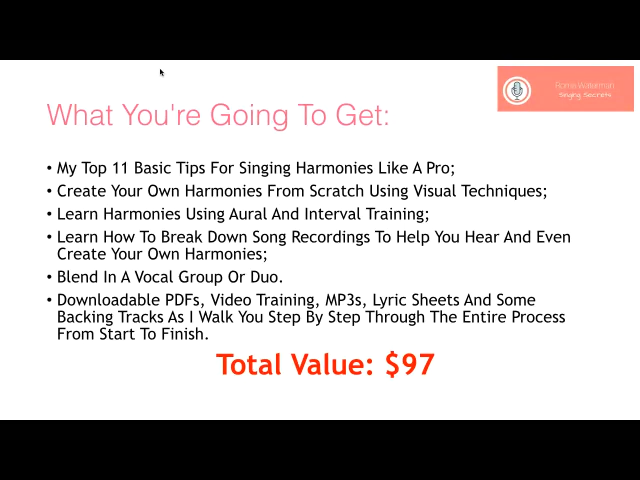 Roma Waterman
Singing Secrets
What You're Going To Get:
• My Top 11 Basic Tips For Singing Harmonies Like A Pro;
• Create Your Own Harmonies From Scratch Using Visual Techniques;
• Learn Harmonies Using Aural And Interval Training;
• Learn How To Break Down Song Recordings To Help You Hear And Even
Create Your Own Harmonies;
• Blend In A Vocal Group Or Duo.
• Downloadable PDFs, Video Training, MP3s, Lyric Sheets And Some
Backing Tracks As I Walk You Step By Step Through The Entire Process
From Start To Finish.
Total Value: $97